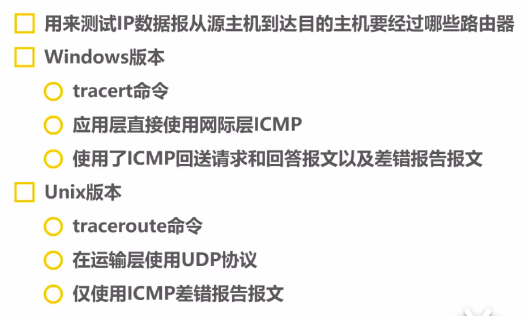 用来测试IP数据报从源主机到达目的主机要经过哪些路由器
Windows版本
tracert命令
应用层直接使用网际层ICMP
使用了ICMP回送请求和回答报文以及差错报告报文
Unix版本
traceroute命令
在运输层使用UDP协议
仅使用ICMP差错报告报文